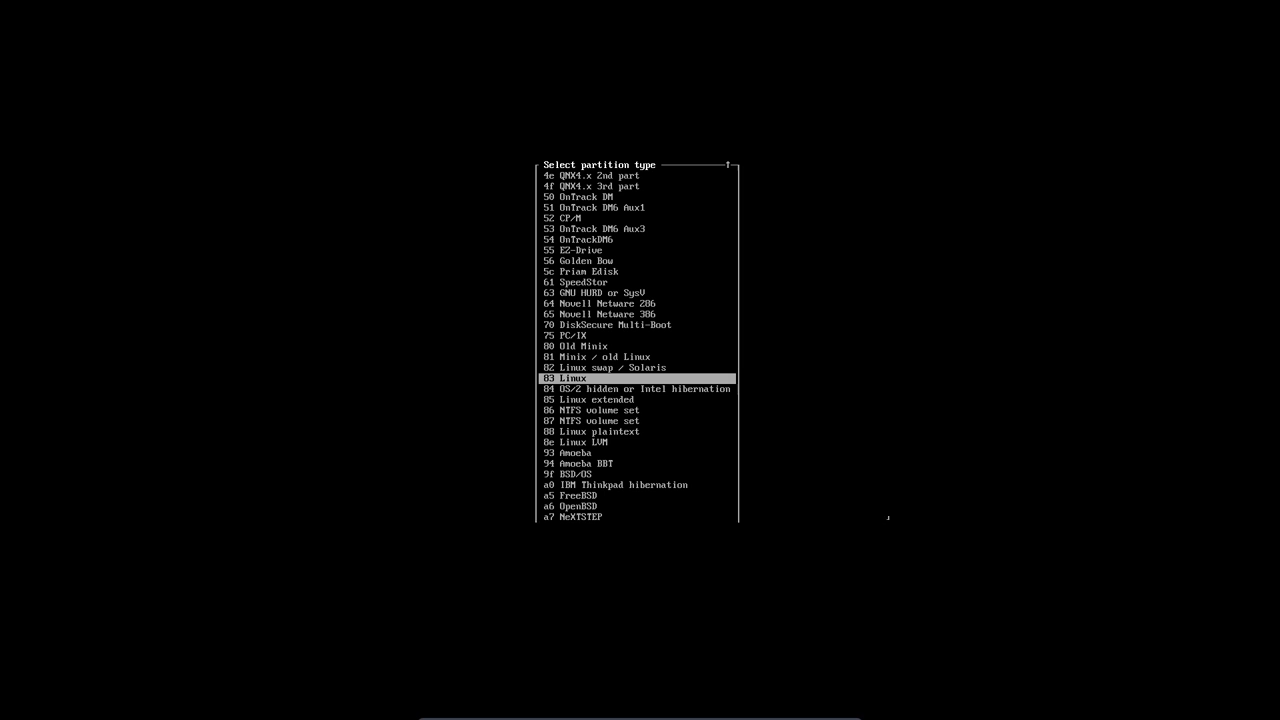 Select partition type
4e QNX4.x 2nd part
4f QNX4.x 3rd part
50 OnTrack DM
51 OnTrack DM6 Aux1
52 CP/M
53 OnTrack DM6 Aux3
54 OnTrackDM6
55 EZ-Drive
56 Golden Bow
5c Priam Edisk
61 SpeedStor
63 GNU HURD or SysV
64 Novell Netware 286
65 Novell Netware 386
70 DiskSecure Multi-Boot
75 PC/IX
80 Old Minix
81 Minix / old Linux
82 Linux swap / Solaris
83 Linux
84 OS/2 hidden or Intel hibernation
85 Linux extended
86 NTFS volume set
87 NTFS volume set
88 Linux plaintext
8e Linux LVM
93 Amoeba
94 Amoeba BBT
9f BSD/OS
a0 IBM Thinkpad hibernation
a5 FreeBSD
a6 OpenBSD
a7 NeXTSTEP